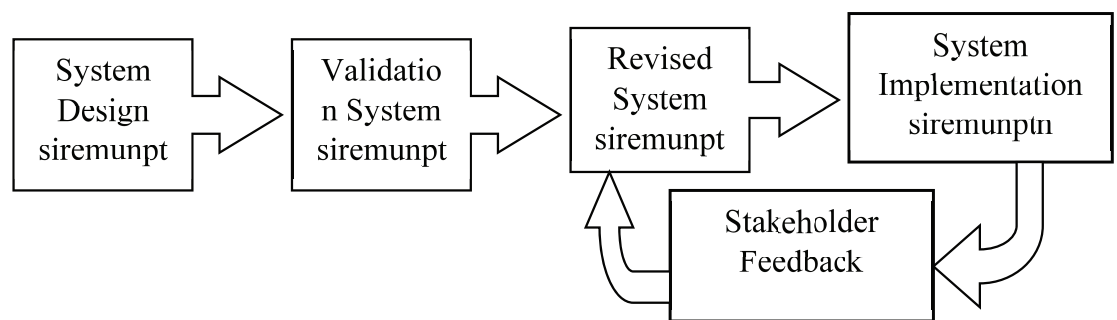 System
Design
siremunpt
Validatio
n System
siremunpt
Revised
System
siremunpt
System
Implementation
siremunptn
Stakeholder
Feedback